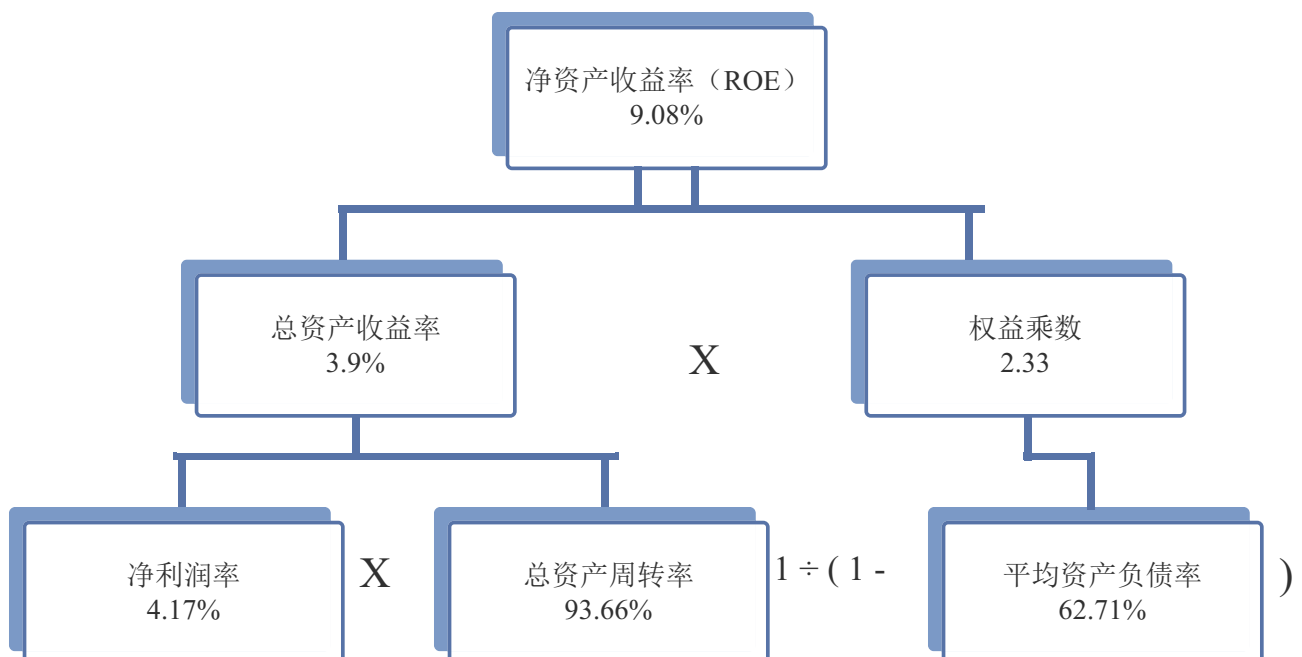 净资产收益率（ROE）
9.08%
总资产收益率
3.9%
X
权益乘数
2.33
净利润率
4.17%
X
总资产周转率
93.66%
1 ÷ ( 1 -
平均资产负债率
62.71%
)